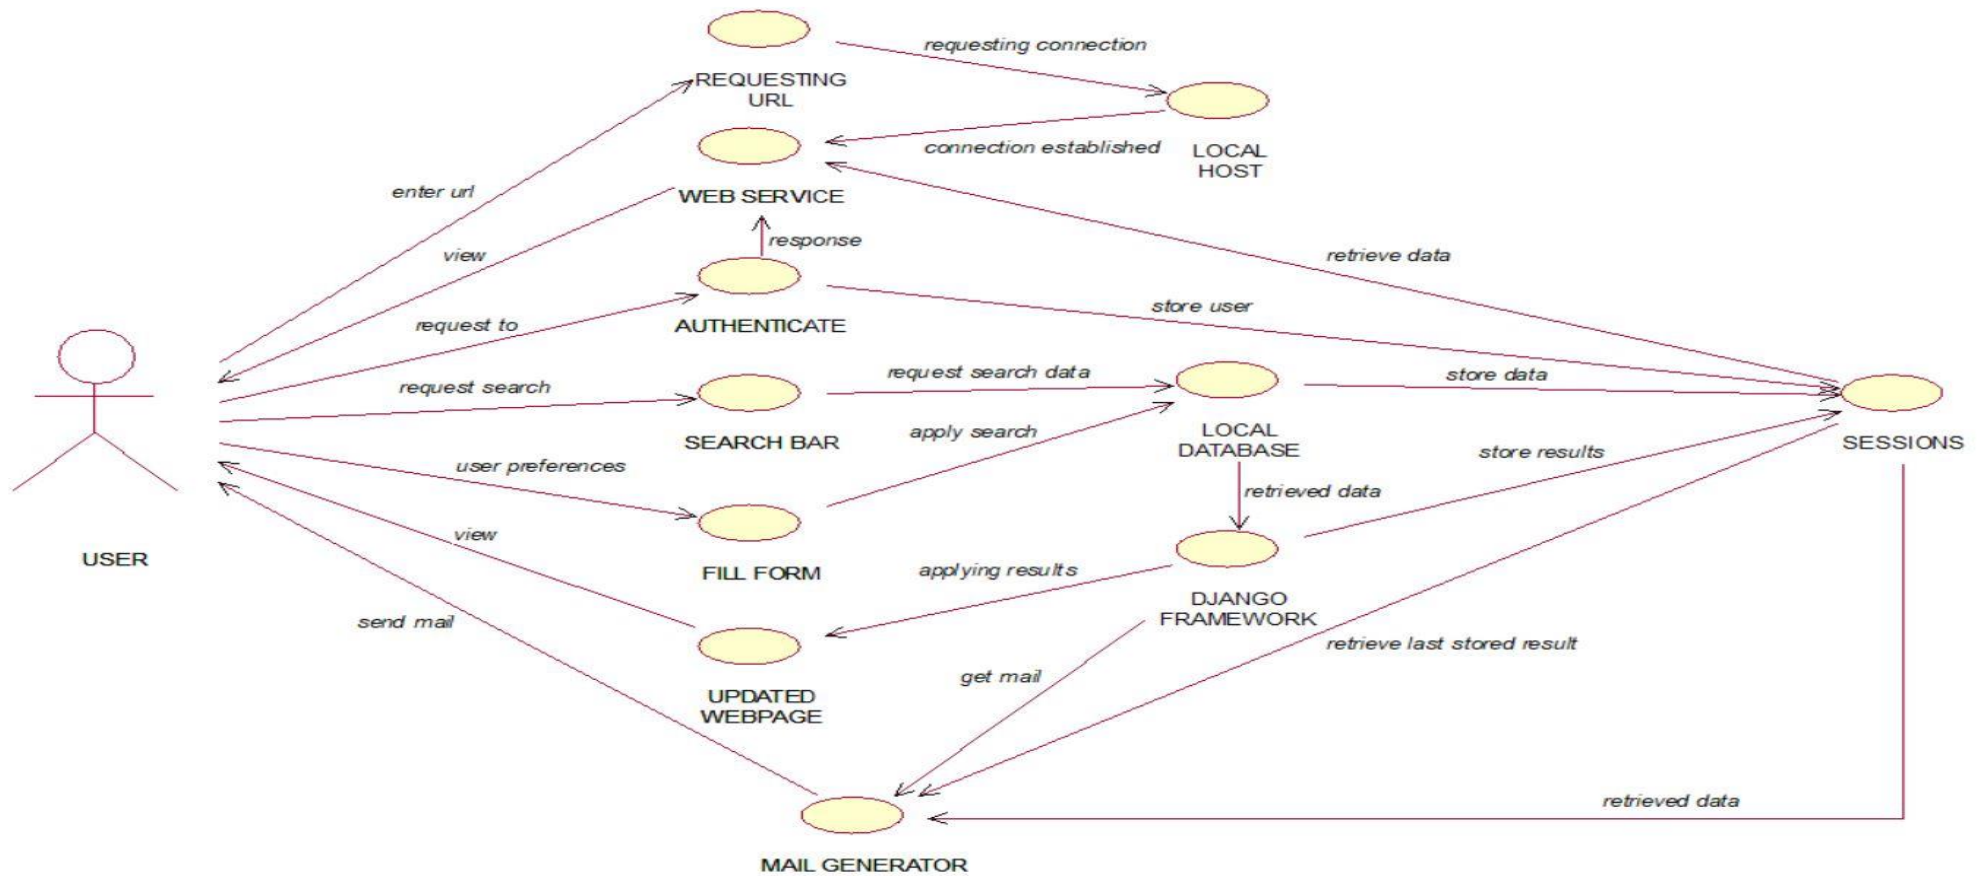 requesting connection
REQUESTING
URL
connection established
LOCAL
HOST
enter url
WEB SERVICE
view
response
retrieve data
request to
AUTHENTICATE
store user
request search
request search data
store data
SEARCH BAR
apply search
LOCAL
DATABASE
SESSIONS
user preferences
store results
retrieved data
view
USER
FILL FORM
applying results
DJANGO
FRAMEWORK
send mail
retrieve last stored result
get mail
UPDATED
WEBPAGE
retrieved data
MAIL GENERATOR